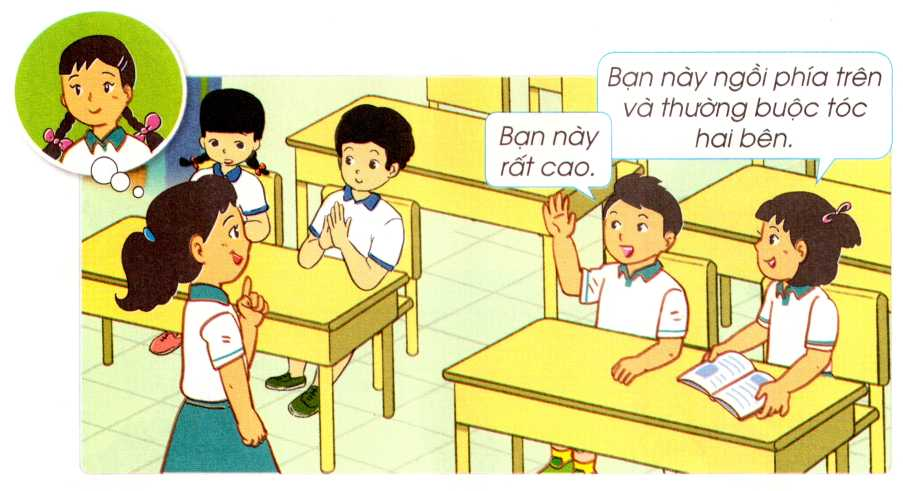 Bạn này
rất cao.
Bạn này ngồi phía trên
và thường buộc tóc
hai bên.